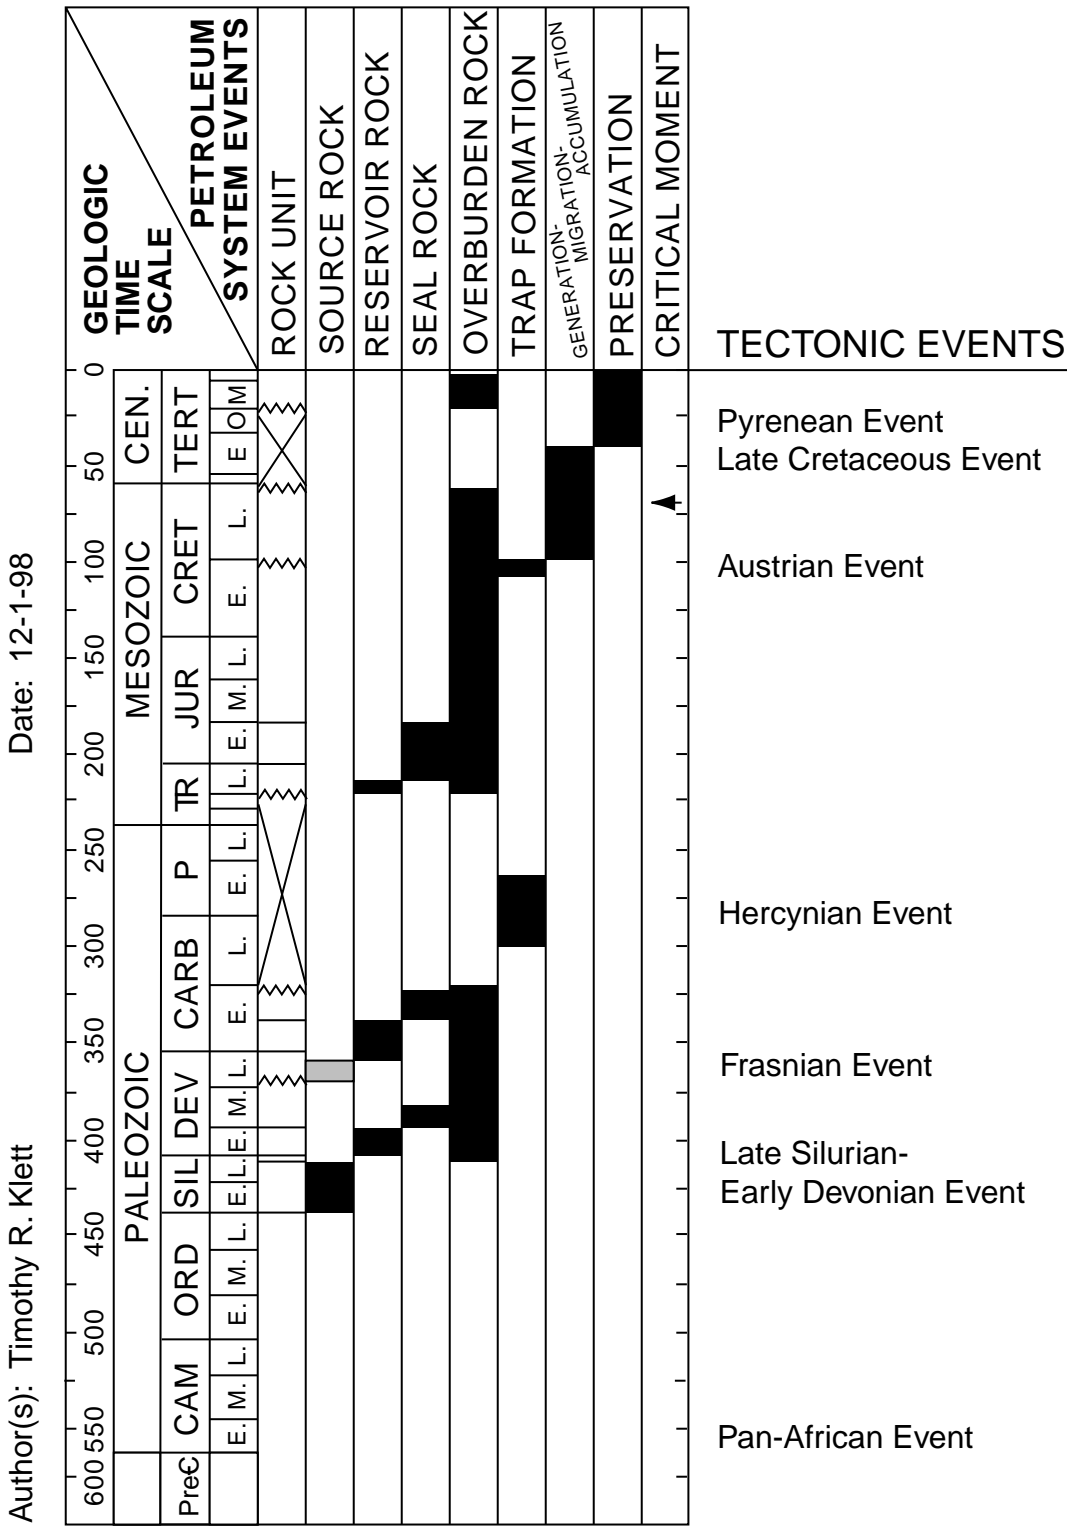 GEOLOGIC
TIME
SCALE
PETROLEUM
SYSTEM EVENTS
ROCK UNIT
SOURCE ROCK
RESERVOIR ROCK
SEAL ROCK
OVERBURDEN ROCK
TRAP FORMATION
GENERATION-
MIGRATION-
ACCUMULATION
PRESERVATION
CRITICAL MOMENT
TECTONIC EVENTS
0
50
100
150
200
250
300
350
400
450
500
550
600
CEN.
MESOZOIC
PALEOZOIC
TERT
CRET
JUR
TR
P
CARB
DEV
SIL
ORD
CAM
Pre€
M
O
E
L.
E.
L.
M.
E.
L.
L.
E.
L.
E.
L.
M.
E.
L.
E.
L.
M.
E.
L.
M.
E.
Pyrenean Event
Late Cretaceous Event
Austrian Event
Hercynian Event
Frasnian Event
Late Silurian-
Early Devonian Event
Pan-African Event
Author(s): Timothy R. Klett
Date: 12-1-98